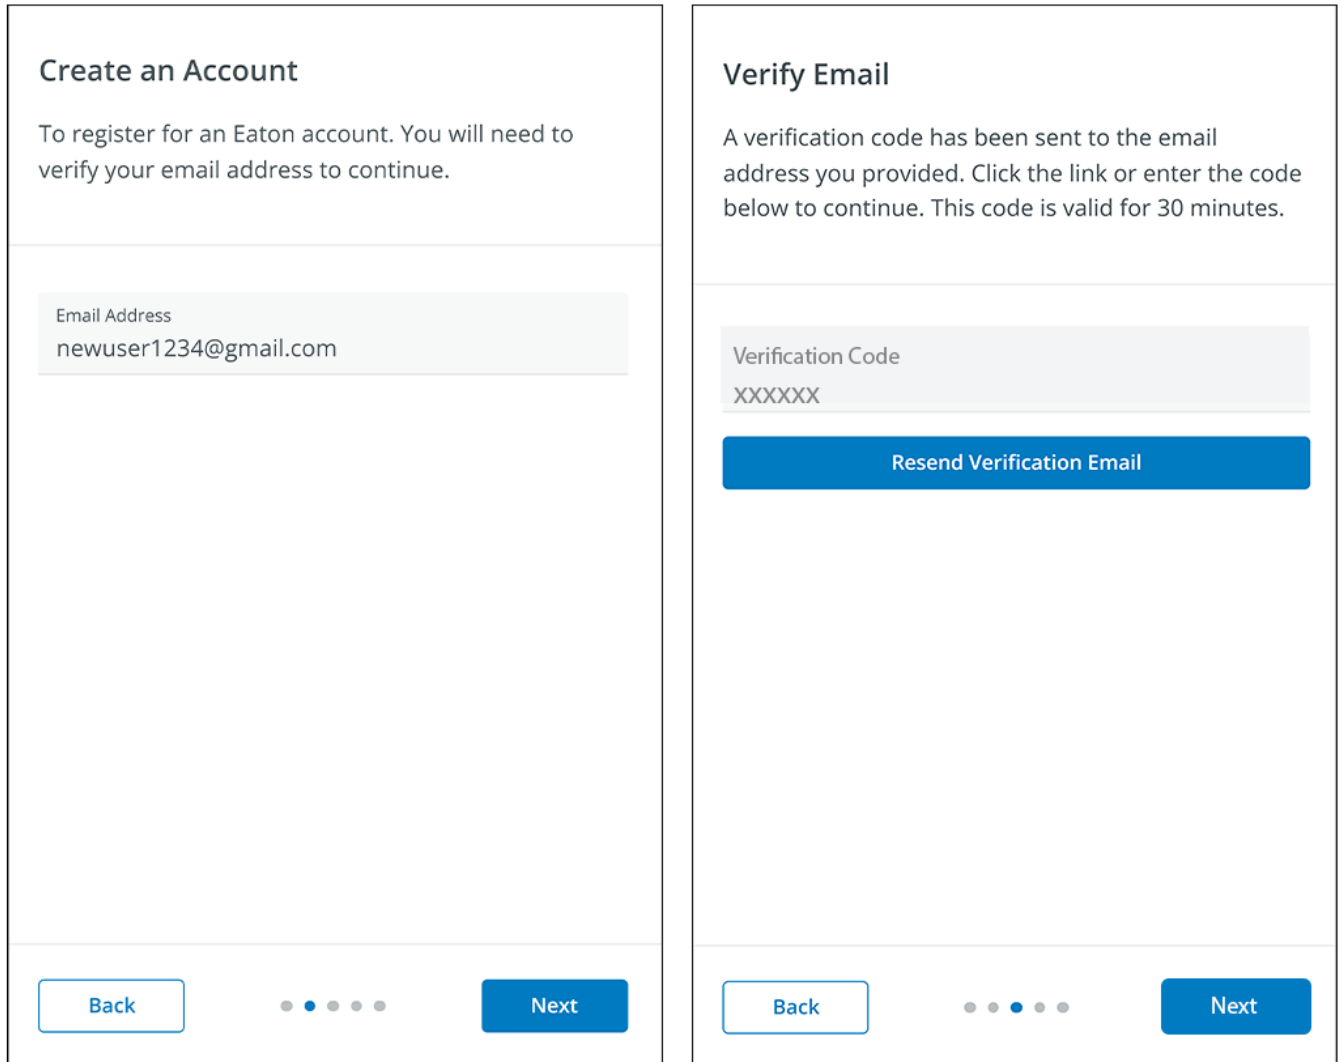 Create an Account
To register for an Eaton account. You will need to
verify your email address to continue.
Email Address
newuser1234@gmail.com
Back
Next
Verify Email
A verification code has been sent to the email
address you provided. Click the link or enter the code
below to continue. This code is valid for 30 minutes.
Verification Code
XXXXXX
Resend Verification Email
Back
Next